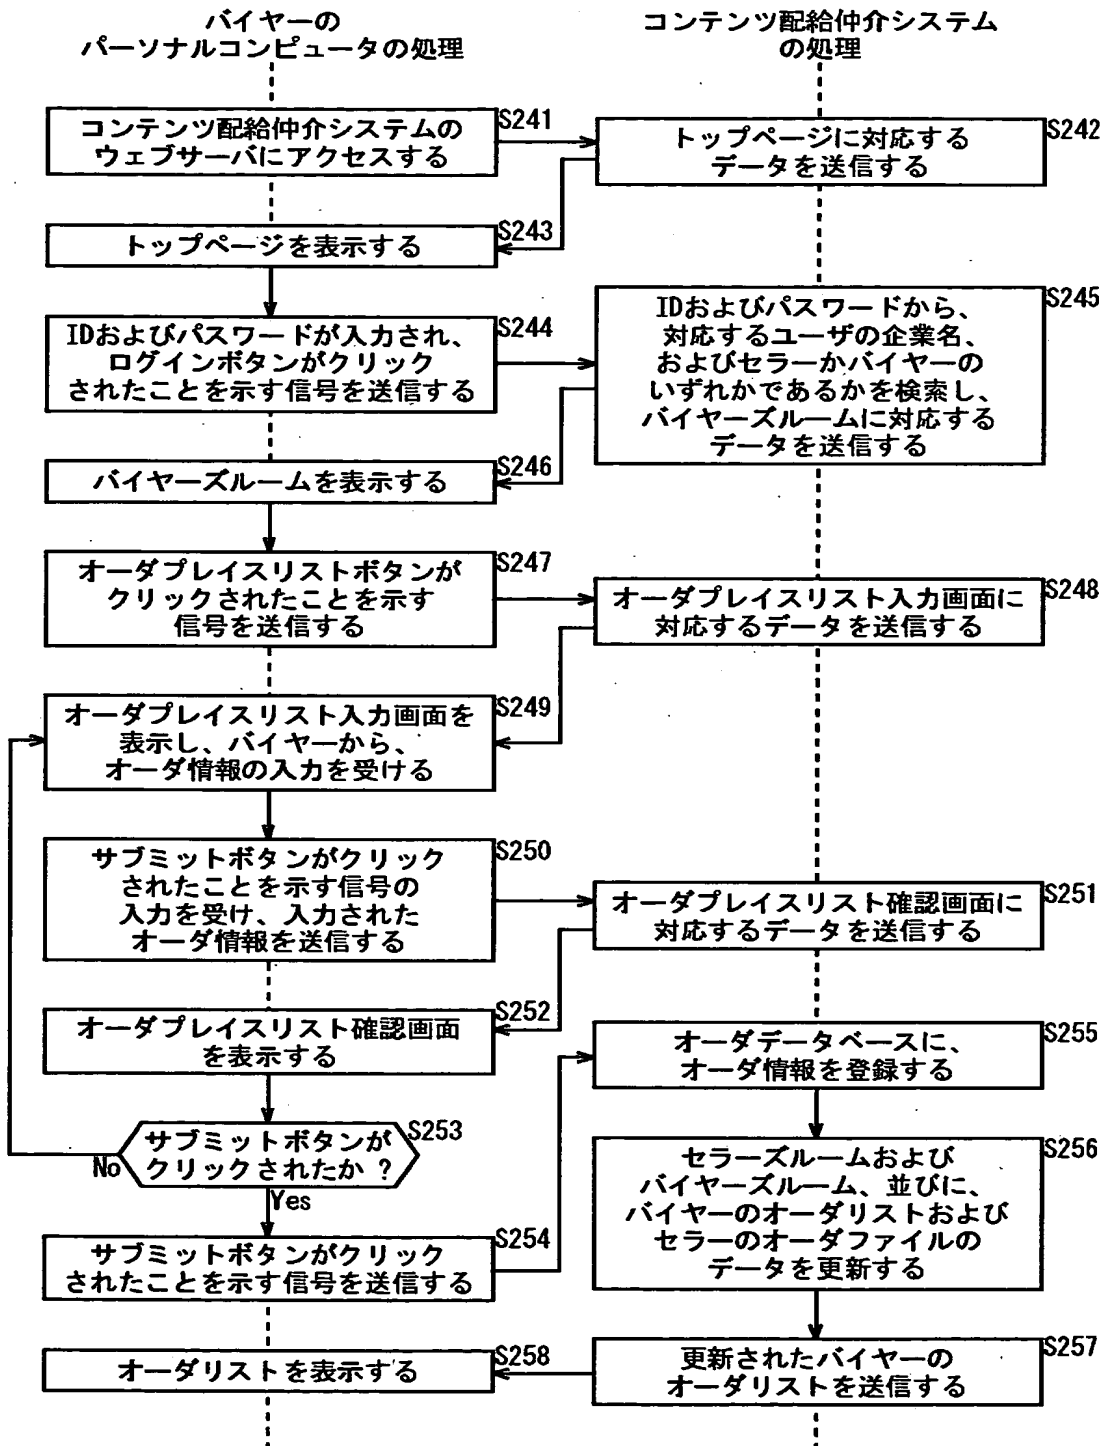 バイヤーの
パーソナルコンピュータの処理
コンテンツ配給仲介システム
の処理
S241
コンテンツ配給仲介システムの
ウェブサーバにアクセスする
S242
トップページに対応する
データを送信する
S243
トップページを表示する
S244
IDおよびパスワードが入力され、
ログインボタンがクリック
されたことを示す信号を送信する
S245
IDおよびパスワードから、
対応するユーザの企業名、
およびセラーかバイヤーの
いずれかであるかを検索し、
バイヤーズルームに対応する
データを送信する
S246
バイヤーズルームを表示する
S247
オーダプレイスリストボタンが
クリックされたことを示す
信号を送信する
S248
オーダプレイスリスト入力画面に
対応するデータを送信する
S249
オーダプレイスリスト入力画面を
表示し、バイヤーから、
オーダ情報の入力を受ける
S250
サブミットボタンがクリック
されたことを示す信号の
入力を受け、入力された
オーダ情報を送信する
S251
オーダプレイスリスト確認画面に
対応するデータを送信する
S252
オーダプレイスリスト確認画面
を表示する
S253
サブミットボタンが
クリックされたか？
No
Yes
S254
サブミットボタンがクリック
されたことを示す信号を送信する
S255
オーダデータベースに、
オーダ情報を登録する
S256
セラーズルームおよび
バイヤーズルーム、並びに、
バイヤーのオーダリストおよび
セラーのオーダファイルの
データを更新する
S257
更新されたバイヤーの
オーダリストを送信する
S258
オーダリストを表示する